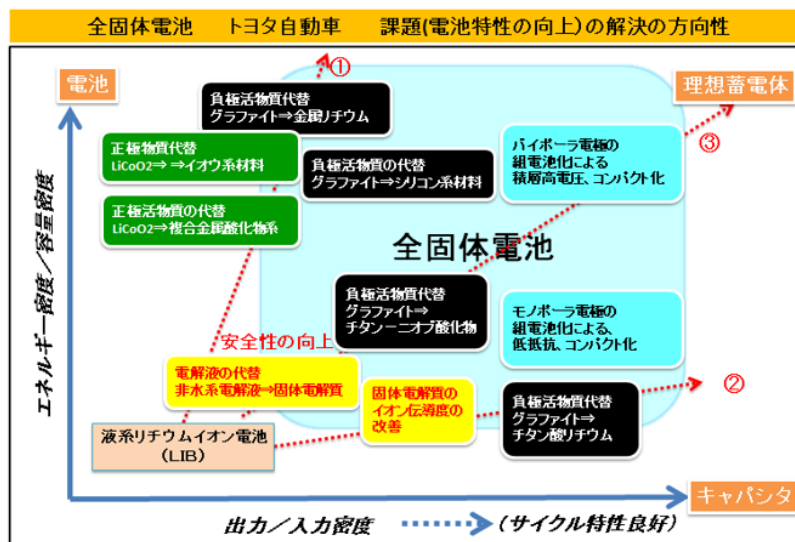 全固体電池 トヨタ自動車 課題(電池特性の向上)の解決の方向性
電池
①
理想蓄電体
負極活物質代替
グラファイト⇒金属リチウム
③
正極物質代替
LiCoO2⇒ ⇒イオウ系材料
負極活物質の代替
グラファイト⇒シリコン系材料
バイポーラ電極の
組電池化による
積層高電圧、コンパクト化
正極活物質の代替
LiCoO2⇒複合金属酸化物系
全固体電池
エネルギー密度／容量密度
負極活物質代替
グラファイト⇒
チタンーニオブ酸化物
モノポーラ電極の
組電池化による、
低抵抗、コンパクト化
安全性の向上
電解液の代替
非水系電解液⇒固体電解質
固体電解質の
イオン伝導度の
改善
②
負極活物質代替
グラファイト⇒
チタン酸リチウム
液系リチウムイオン電池
(LIB)
キャパシタ
出力／入力密度 (サイクル特性良好)